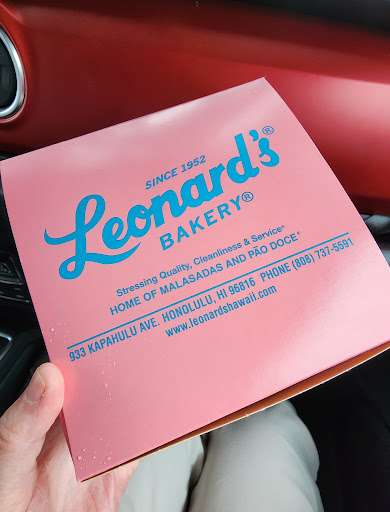 SINCE 1952
Leonard's®
BAKERY®
Stressing Quality, Cleanliness & Service®
HOME OF MALASADAS AND PÃO DOCE®
933 KAPAHULU AVE. HONOLULU, HI 96816 PHONE (808) 737-5591
www.leonardshawaii.com